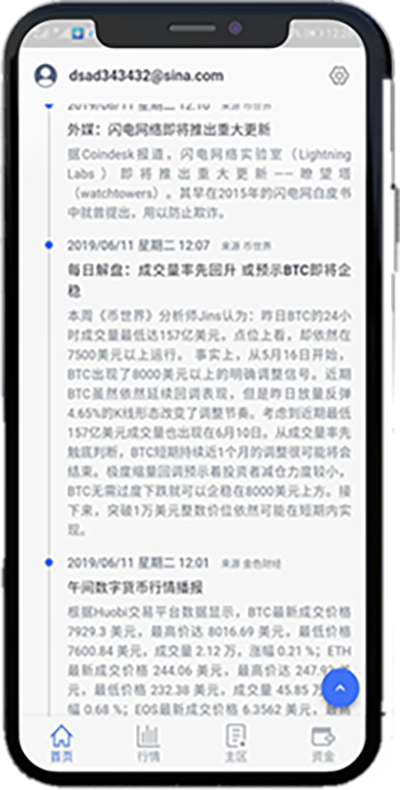 dsad343432@sina.com
2019/06/11 星期二 12:10 来源 币世界
外媒：闪电网络即将推出重大更新
据Coindesk报道，闪电网络实验室（Lightning
Labs）即将推出重大更新——瞭望塔
（watchtowers）。其早在2015年的闪电网白皮书
中就曾提出，用以防止欺诈。
2019/06/11 星期二 12:07 来源 币世界
每日解盘：成交量率先回升 或预示BTC即将企
稳
本周《币世界》分析师Jins认为：昨日BTC的24小
时成交量最低达157亿美元，点位上看，却依然在
7500美元以上运行。 事实上，从5月16日开始，
BTC出现了8000美元以上的明确调整信号。近期
BTC虽然依然延续回调表现，但是昨日放量反弹
4.65%的K线形态改变了调整节奏。考虑到近期最低
157亿美元成交量也出现在6月10日。从成交量率先
触底判断，BTC短期持续近1个月的调整很可能将会
结束。极度缩量回调预示着投资者减仓力度较小，
BTC无需过度下跌就可以企稳在8000美元上方。接
下来，突破1万美元整数价位依然可能在短期内实
现。
2019/06/11 星期二 12:01 来源 金色财经
午间数字货币行情播报
根据Huobi交易平台数据显示，BTC最新成交价格
7929.3 美元，最高价达 8016.69 美元，最低价格
7600.84 美元，成交量 2.12 万，涨幅 0.21 %；ETH
最新成交价格 244.06 美元，最高价达 247.92 美
元，最低价格 232.38 美元，成交量 45.85 万
幅 0.68 %；EOS最新成交价格 6.3562 美元，最高
首页 行情 主区 资金